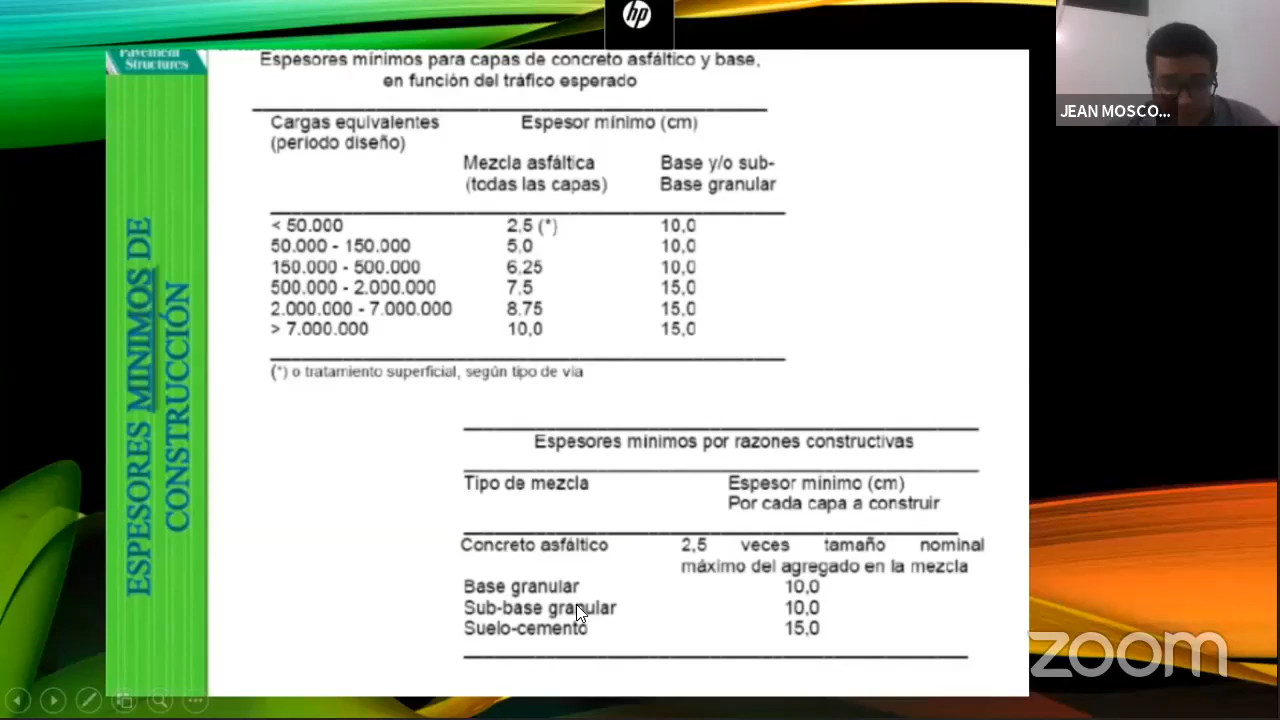 hp
Pavement
Structures
ESPESORES MINIMOS DE
CONSTRUCCIÓN
Espesores mínimos para capas de concreto asfáltico y base,
en función del tráfico esperado
Cargas equivalentes Espesor mínimo (cm)
(período diseño)
Mezcla asfáltica Base y/o sub-
(todas las capas) Base granular
< 50.000 2,5 (*) 10,0
50.000 - 150.000 5,0 10,0
150.000 - 500.000 6,25 10,0
500.000 - 2.000.000 7,5 15,0
2.000.000 - 7.000.000 8.75 15,0
> 7.000.000 10,0 15,0
(*) o tratamiento superficial, según tipo de vía
Espesores mínimos por razones constructivas
Tipo de mezcla Espesor mínimo (cm)
Por cada capa a construir
Concreto asfáltico 2,5 veces tamaño nominal
máximo del agregado en la mezcla
Base granular 10,0
Sub-base granular 10,0
Suelo-cemento 15,0
JEAN MOSCO...
zoom